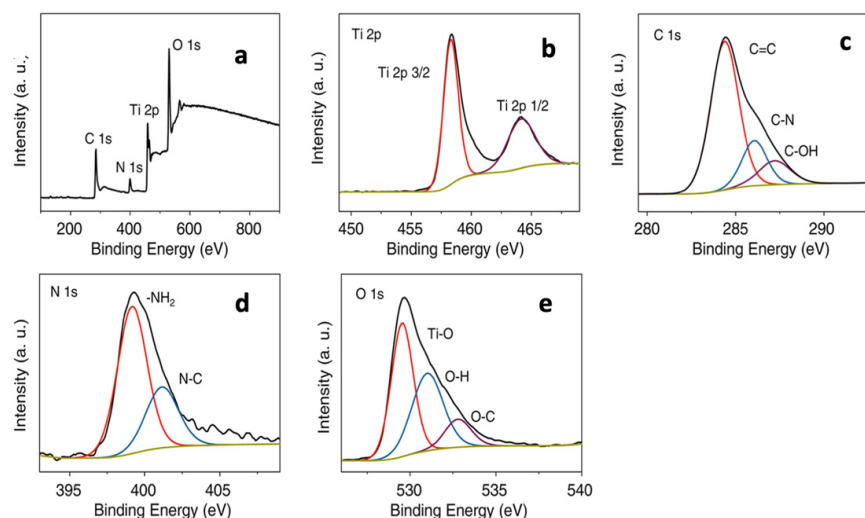 a
O 1s
Ti 2p
C 1s
N 1s
Intensity (a. u.,
200 400 600 800
Binding Energy (eV)
b
Ti 2p
Ti 2p 3/2
Ti 2p 1/2
Intensity (a. u.)
450 455 460 465
Binding Energy (eV)
c
C 1s
C=C
C-N
C-OH
Intensity (a. u.)
280 285 290
Binding Energy (eV)
d
N 1s
-NH₂
N-C
Intensity (a. u.)
395 400 405
Binding Energy (eV)
e
O 1s
Ti-O
O-H
O-C
Intensity (a. u.)
530 535 540
Binding Energy (eV)